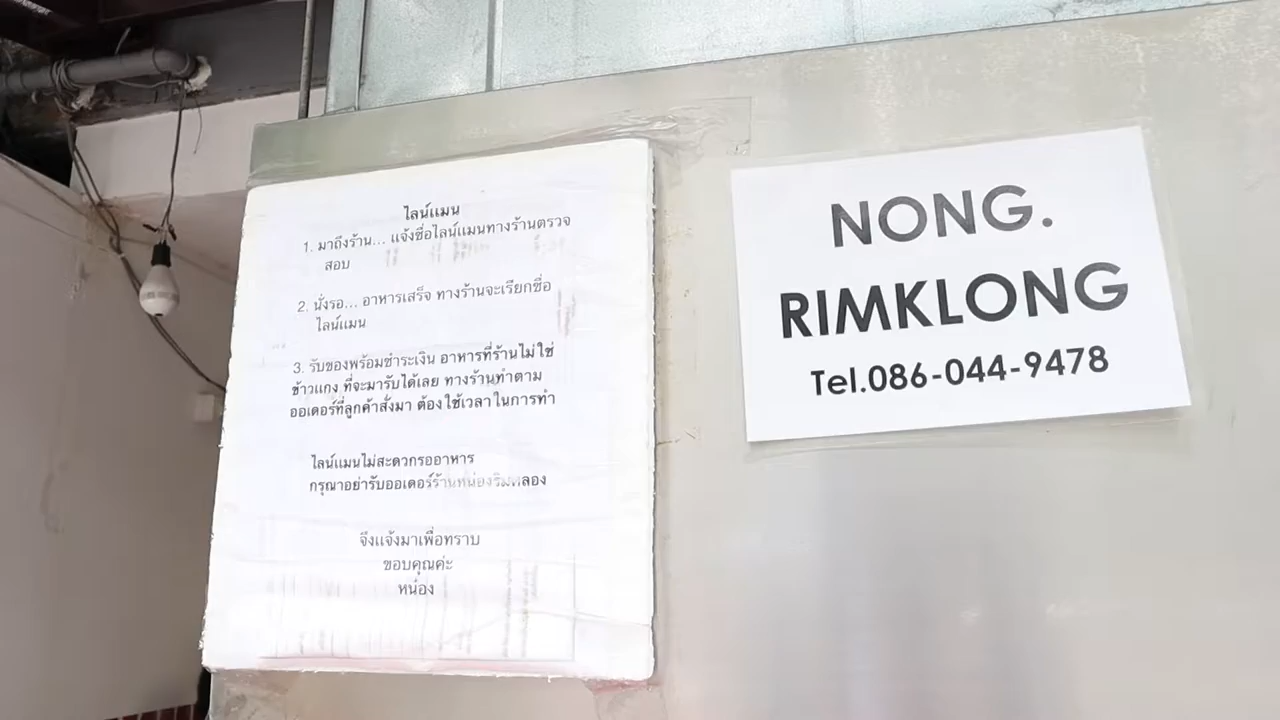 ไลน์แมน
1. มาถึงร้าน... แจ้งชื่อไลน์แมนทางร้านตรวจ
สอบ
2. นั่งรอ... อาหารเสร็จ ทางร้านจะเรียกชื่อ
ไลน์แมน
3. รับของพร้อมชำระเงิน อาหารที่ร้านไม่ใช่
ข้าวแกง ที่จะมารับได้เลย ทางร้านทำตาม
ออเดอร์ที่ลูกค้าสั่งมา ต้องใช้เวลาในการทำ
ไลน์แมนไม่สะดวกรออาหาร
กรุณาอย่ารับออเดอร์ร้านหน่องริมคลอง
จึงแจ้งมาเพื่อทราบ
ขอบคุณค่ะ
หน่อง
NONG.
RIMKLONG
Tel.086-044-9478